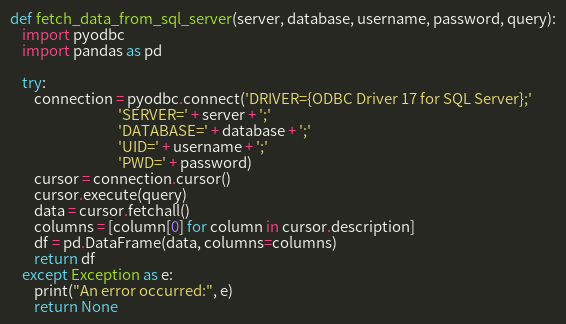 def fetch_data_from_sql_server(server, database, username, password, query):
    import pyodbc
    import pandas as pd

    try:
        connection = pyodbc.connect('DRIVER={ODBC Driver 17 for SQL Server};'
                                    'SERVER=' + server + ';'
                                    'DATABASE=' + database + ';'
                                    'UID=' + username + ';'
                                    'PWD=' + password)
        cursor = connection.cursor()
        cursor.execute(query)
        data = cursor.fetchall()
        columns = [column[0] for column in cursor.description]
        df = pd.DataFrame(data, columns=columns)
        return df
    except Exception as e:
        print("An error occurred:", e)
        return None